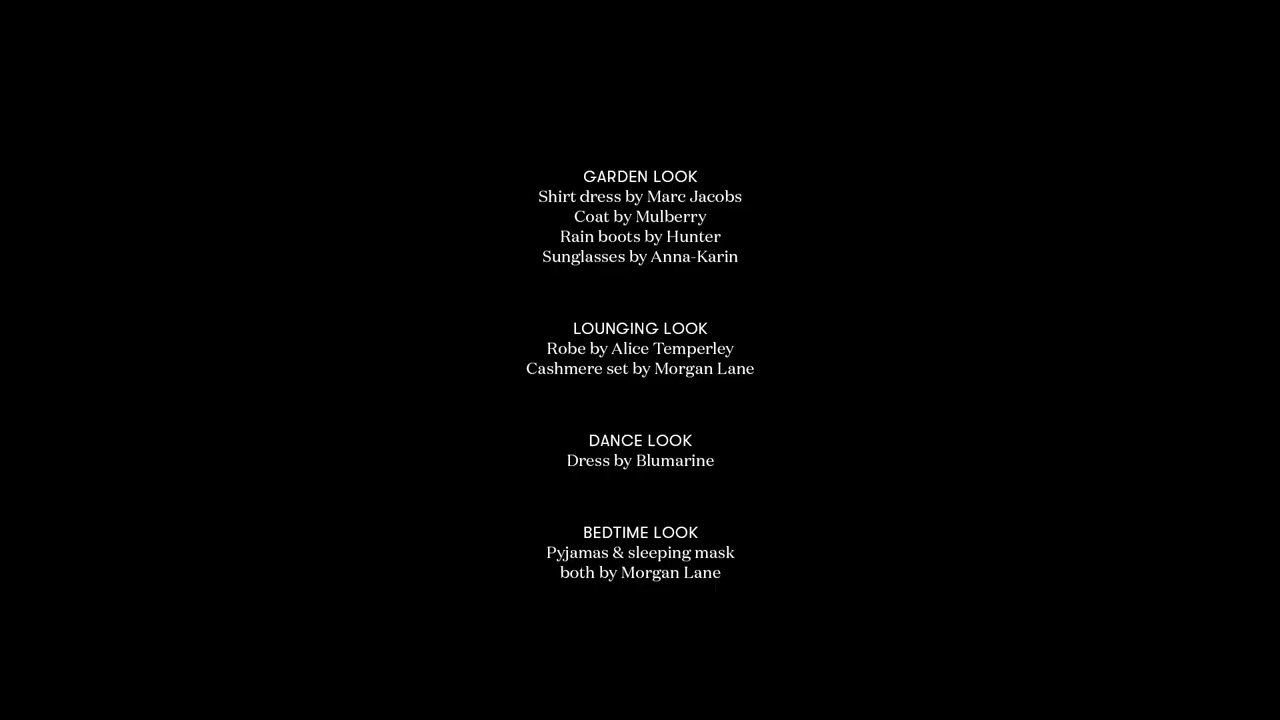 GARDEN LOOK
Shirt dress by Marc Jacobs
Coat by Mulberry
Rain boots by Hunter
Sunglasses by Anna-Karin
LOUNGING LOOK
Robe by Alice Temperley
Cashmere set by Morgan Lane
DANCE LOOK
Dress by Blumarine
BEDTIME LOOK
Pyjamas & sleeping mask
both by Morgan Lane